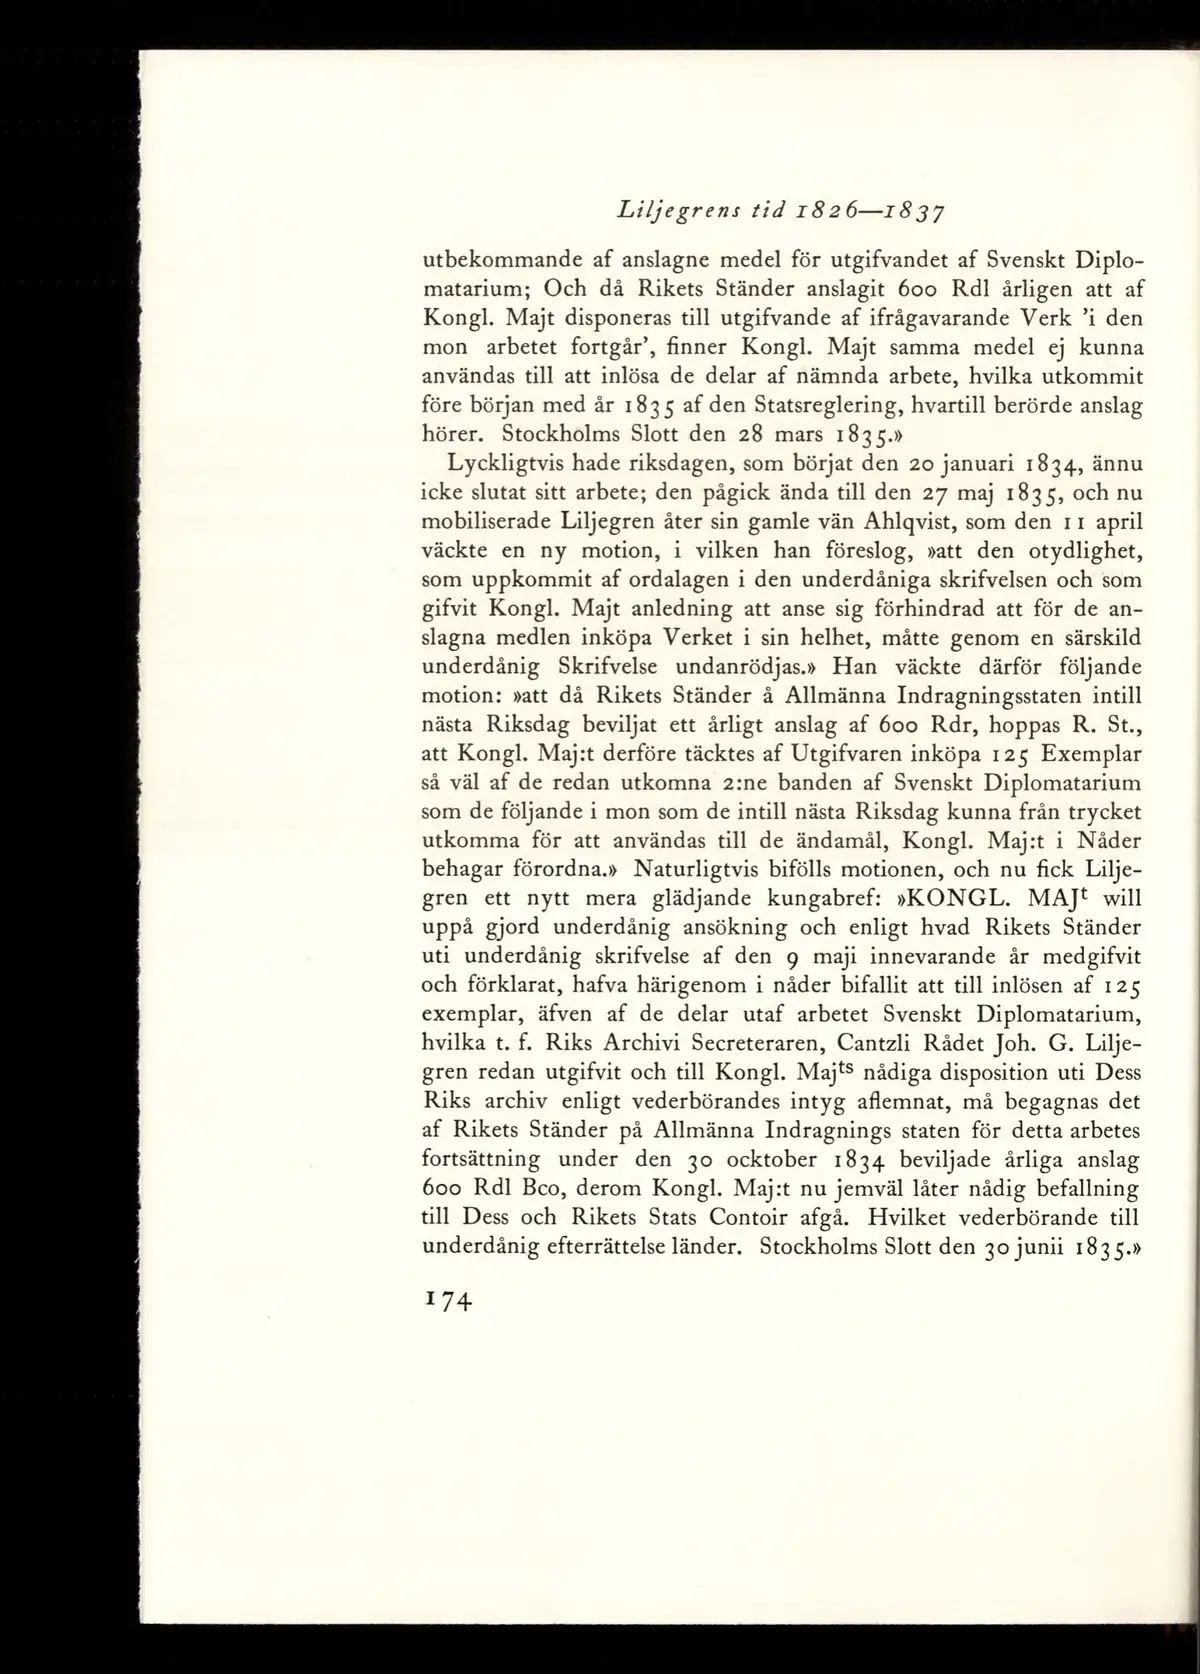 Liljegrens tid 1826—1837
utbekommande af anslagne medel för utgifvandet af Svenskt Diplo-
matarium; Och då Rikets Ständer anslagit 600 Rdl årligen att af
Kongl. Majt disponeras till utgifvande af ifrågavarande Verk ’i den
mon arbetet fortgår’, finner Kongl. Majt samma medel ej kunna
användas till att inlösa de delar af nämnda arbete, hvilka utkommit
före början med år 1835 af den Statsreglering, hvartill berörde anslag
hörer. Stockholms Slott den 28 mars 1835.»
Lyckligtvis hade riksdagen, som börjat den 20 januari 1834, ännu
icke slutat sitt arbete; den pågick ända till den 27 maj 1835, och nu
mobiliserade Liljegren åter sin gamle vän Ahlqvist, som den 11 april
väckte en ny motion, i vilken han föreslog, »att den otydlighet,
som uppkommit af ordalagen i den underdåniga skrifvelsen och som
gifvit Kongl. Majt anledning att anse sig förhindrad att för de an-
slagna medlen inköpa Verket i sin helhet, måtte genom en särskild
underdånig Skrifvelse undanrödjas.» Han väckte därför följande
motion: »att då Rikets Ständer å Allmänna Indragningsstaten intill
nästa Riksdag beviljat ett årligt anslag af 600 Rdr, hoppas R. St.,
att Kongl. Maj:t derföre täcktes af Utgifvaren inköpa 125 Exemplar
så väl af de redan utkomna 2:ne banden af Svenskt Diplomatarium
som de följande i mon som de intill nästa Riksdag kunna från trycket
utkomma för att användas till de ändamål, Kongl. Maj:t i Nåder
behagar förordna.» Naturligtvis bifölls motionen, och nu fick Lilje-
gren ett nytt mera glädjande kungabref: »KONGL. MAJt will
uppå gjord underdånig ansökning och enligt hvad Rikets Ständer
uti underdånig skrifvelse af den 9 maji innevarande år medgifvit
och förklarat, hafva härigenom i nåder bifallit att till inlösen af 125
exemplar, äfven af de delar utaf arbetet Svenskt Diplomatarium,
hvilka t. f. Riks Archivi Secreteraren, Cantzli Rådet Joh. G. Lilje-
gren redan utgifvit och till Kongl. Majts nådiga disposition uti Dess
Riks archiv enligt vederbörandes intyg aflemnat, må begagnas det
af Rikets Ständer på Allmänna Indragnings staten för detta arbetes
fortsättning under den 30 ocktober 1834 beviljade årliga anslag
600 Rdl Bco, derom Kongl. Maj:t nu jemväl låter nådig befallning
till Dess och Rikets Stats Contoir afgå. Hvilket vederbörande till
underdånig efterrättelse länder. Stockholms Slott den 30 junii 1835.»
174